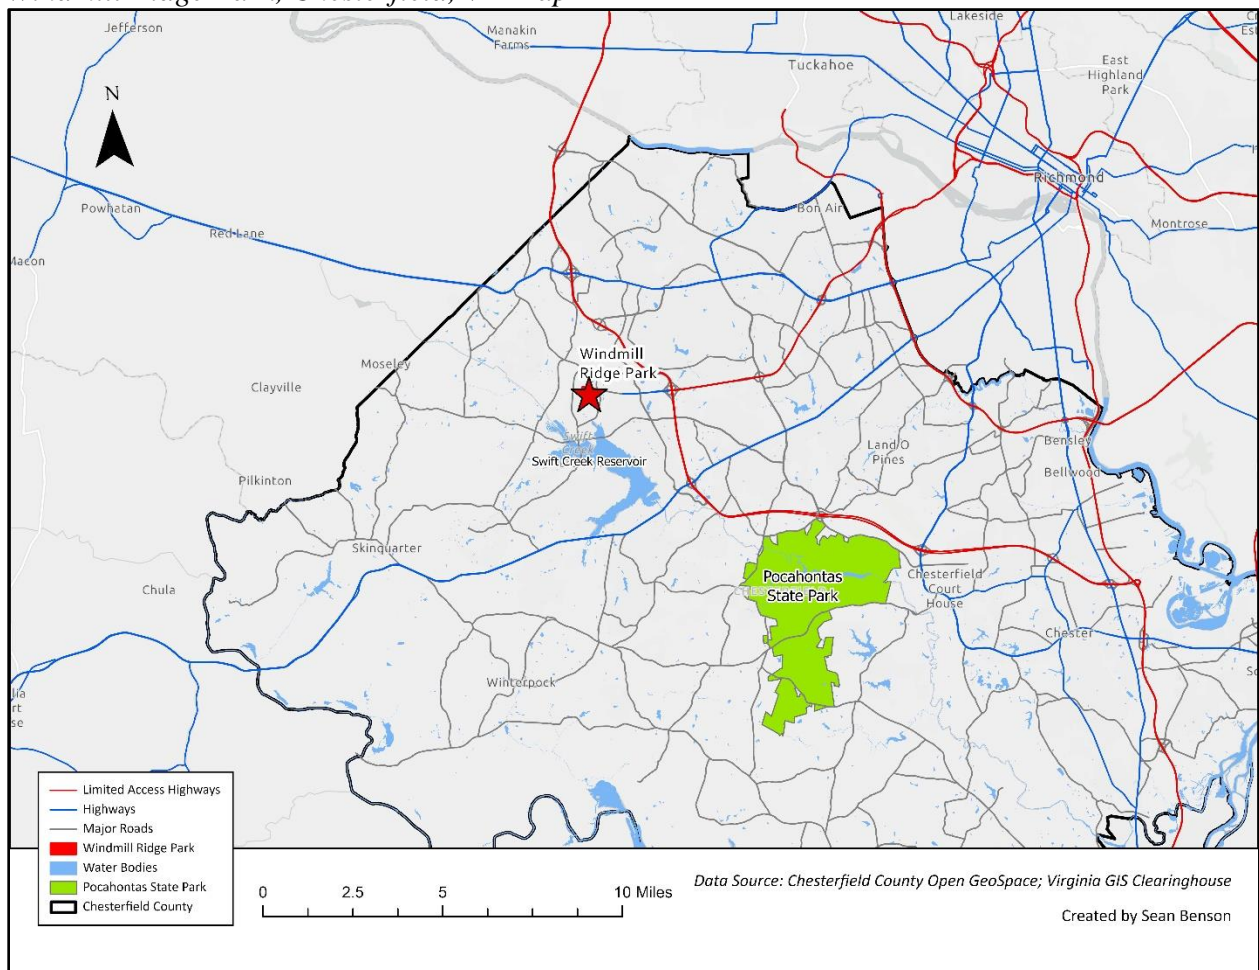 Jefferson
Manakin
Farms
Lakeside
Tuckahoe
East
Highland
Park
N
Richmond
Powhatan
Bon Air
Montrose
Red Lane
Macon
Windmill
Ridge Park
Moseley
Clayville
Swift
Creek
Swift Creek Reservoir
Land O
Pines
Bensley
Bellwood
Pilkinton
Skinquarter
Chula
Pocahontas
State Park
Chesterfield
Court
House
Chester
Winterpock
Limited Access Highways
Highways
Major Roads
Windmill Ridge Park
Water Bodies
Pocahontas State Park
Chesterfield County
0 2.5 5 10 Miles
Data Source: Chesterfield County Open GeoSpace; Virginia GIS Clearinghouse
Created by Sean Benson